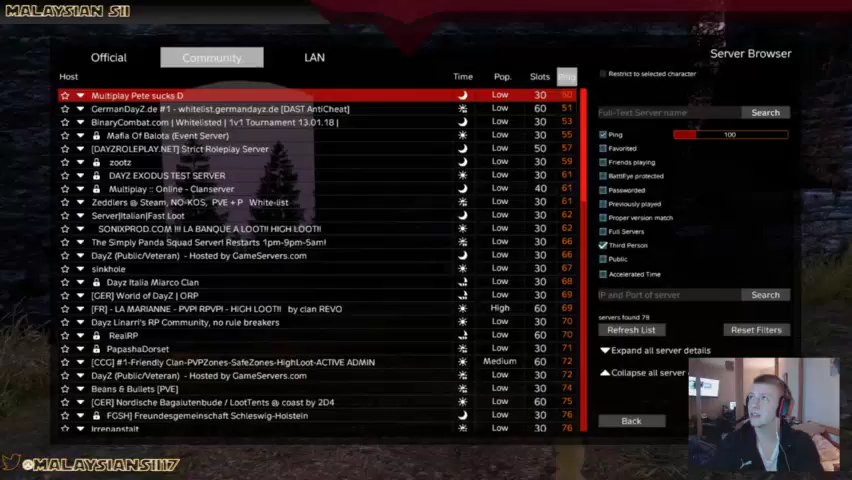 MALAYSIAN SII
Official Community LAN
Server Browser
Host Time Pop. Slots Ping
Multiplay Pete sucks D Low 30 50
GermanDayZ.de #1 - whitelist.germandayz.de [DAST AntiCheat] Low 60 51
BinaryCombat.com | Whitelisted | 1v1 Tournament 13.01.18 | Low 30 53
Mafia Of Balota (Event Server) Low 30 55
[DAYZROLEPLAY.NET] Strict Roleplay Server Low 50 57
zootz Low 30 59
DAYZ EXODUS TEST SERVER Low 30 61
Multiplay :: Online - Clanserver Low 40 61
Zeddlers @ Steam, NO-KOS, PVE + P White-list Low 30 61
Server|Italian|Fast Loot Low 30 62
SONIXPROD.COM !!! LA BANQUE A LOOT!! HIGH LOOT!! Low 30 62
The Simply Panda Squad Server! Restarts 1pm-9pm-5am! Low 30 66
DayZ (Public/Veteran) - Hosted by GameServers.com Low 30 66
sinkhole Low 30 67
Dayz Italia Miarco Clan Low 30 68
[GER] World of DayZ | ORP Low 30 69
[FR] - LA MARIANNE - PVP! RPVP! - HIGH LOOT!! by clan REVO High 60 69
Dayz Linarri's RP Community, no rule breakers Low 30 70
RealRP Low 60 70
PapashaDorset Low 30 71
[CCG] #1-Friendly Clan-PVPZones-SafeZones-HighLoot-ACTIVE ADMIN Medium 60 72
DayZ (Public/Veteran) - Hosted by GameServers.com Low 30 72
Beans & Bullets [PVE] Low 30 74
[GER] Nordische Bagalutenbude / LootTents @ coast by 2D4 Low 60 75
FGSH| Freundesgemeinschaft Schleswig-Holstein Low 30 76
Irrenanstalt Low 30 76
Restrict to selected character
Full-Text Server name Search
Ping 100
Favorited
Friends playing
BattlEye protected
Passworded
Previously played
Proper version match
Full Servers
Third Person
Public
Accelerated Time
IP and Port of server Search
servers found 78
Refresh List Reset Filters
Expand all server details
Collapse all server
Back
@MALAYSIANSII17